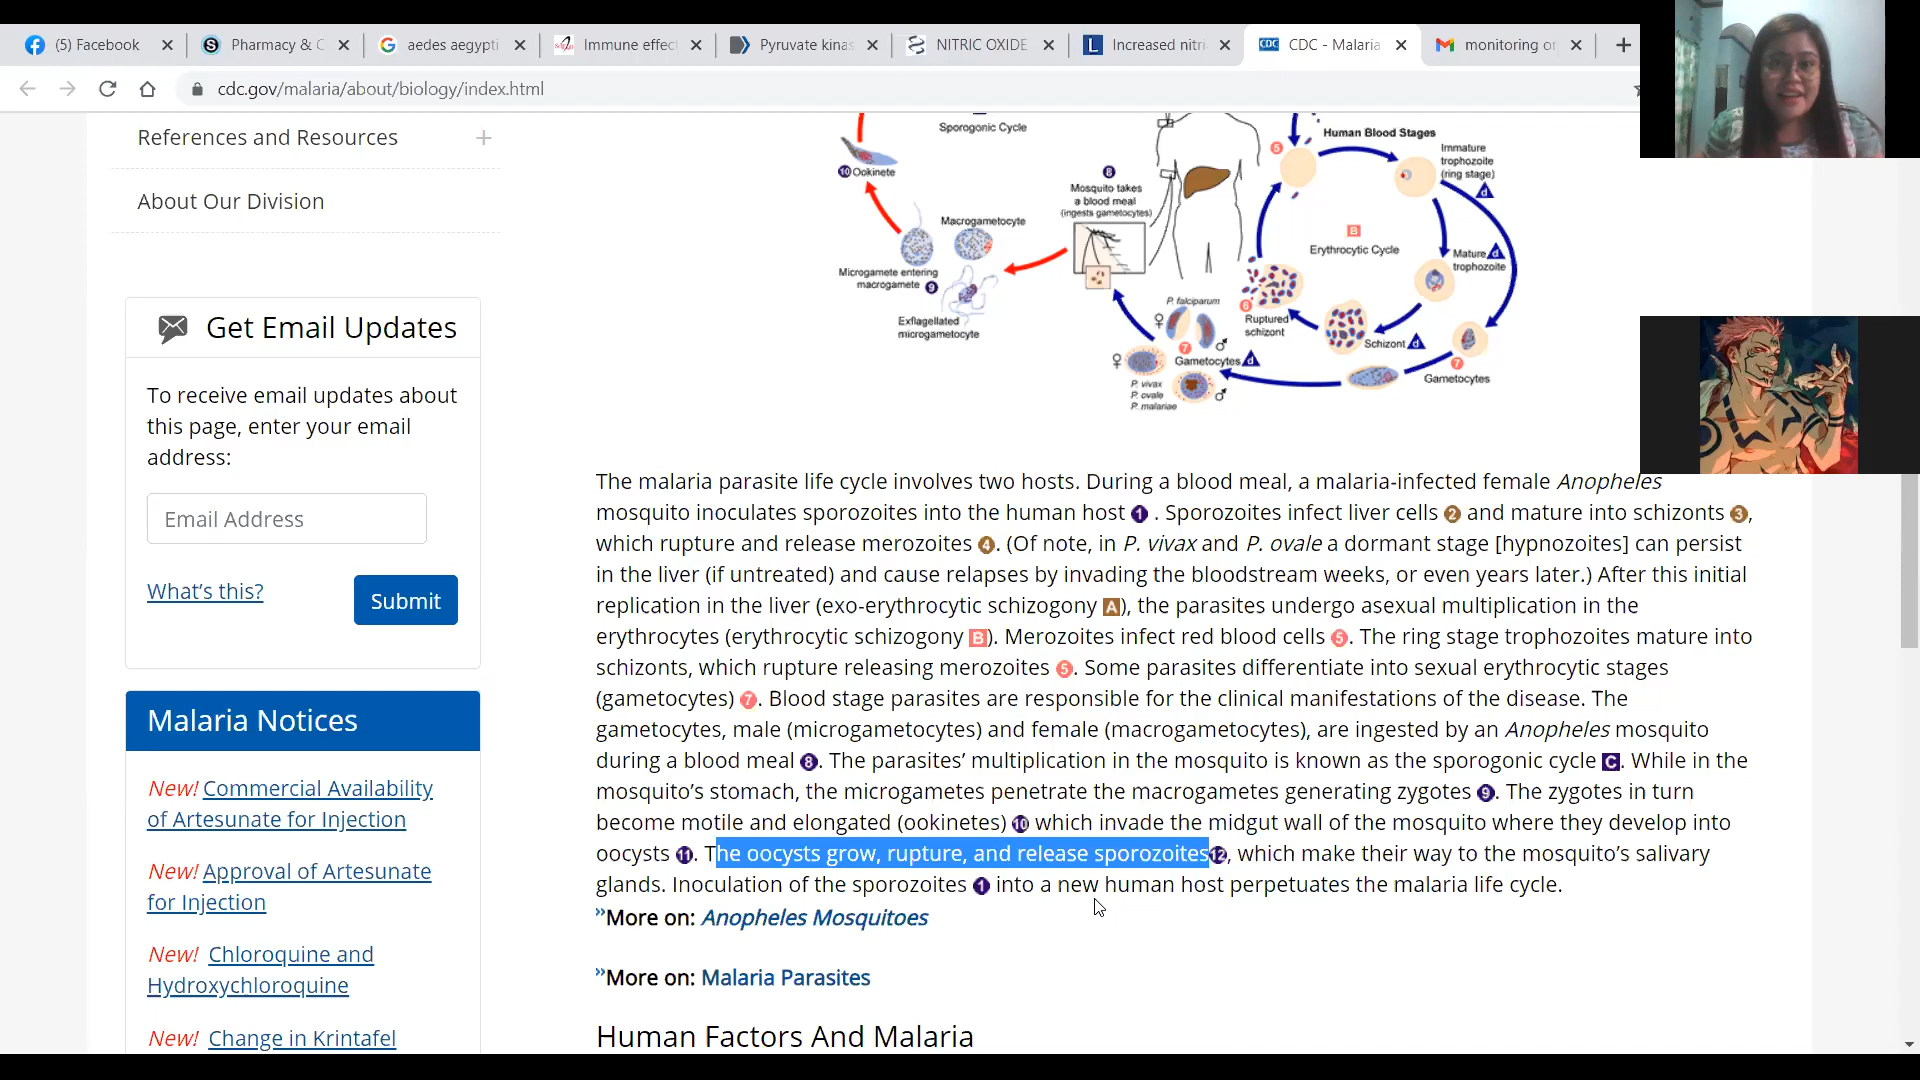 (5) Facebook
Pharmacy & C
aedes aegypti
Immune effec
Pyruvate kinas
NITRIC OXIDE
Increased nitri
CDC - Malaria
monitoring or
cdc.gov/malaria/about/biology/index.html
References and Resources
About Our Division
Get Email Updates
To receive email updates about
this page, enter your email
address:
Email Address
What's this?
Submit
Malaria Notices
New! Commercial Availability
of Artesunate for Injection
New! Approval of Artesunate
for Injection
New! Chloroquine and
Hydroxychloroquine
New! Change in Krintafel
Sporogonic Cycle
10 Ookinete
Macrogametocyte
Microgamete entering
macrogamete 9
Exflagellated
microgametocyte
8
Mosquito takes
a blood meal
(ingests gametocytes)
Human Blood Stages
5
Immature
trophozoite
(ring stage)
d
B
Erythrocytic Cycle
Mature d
trophozoite
6
Ruptured
schizont
Schizont d
7
Gametocytes
P. falciparum
♀
7 ♂
Gametocytes d
♀
♂
P. vivax
P. ovale
P. malariae
The malaria parasite life cycle involves two hosts. During a blood meal, a malaria-infected female Anopheles
mosquito inoculates sporozoites into the human host 1 . Sporozoites infect liver cells 2 and mature into schizonts 3,
which rupture and release merozoites 4. (Of note, in P. vivax and P. ovale a dormant stage [hypnozoites] can persist
in the liver (if untreated) and cause relapses by invading the bloodstream weeks, or even years later.) After this initial
replication in the liver (exo-erythrocytic schizogony A), the parasites undergo asexual multiplication in the
erythrocytes (erythrocytic schizogony B). Merozoites infect red blood cells 5. The ring stage trophozoites mature into
schizonts, which rupture releasing merozoites 5. Some parasites differentiate into sexual erythrocytic stages
(gametocytes) 7. Blood stage parasites are responsible for the clinical manifestations of the disease. The
gametocytes, male (microgametocytes) and female (macrogametocytes), are ingested by an Anopheles mosquito
during a blood meal 8. The parasites' multiplication in the mosquito is known as the sporogonic cycle C. While in the
mosquito's stomach, the microgametes penetrate the macrogametes generating zygotes 9. The zygotes in turn
become motile and elongated (ookinetes) 10 which invade the midgut wall of the mosquito where they develop into
oocysts 11. The oocysts grow, rupture, and release sporozoites 12, which make their way to the mosquito's salivary
glands. Inoculation of the sporozoites 1 into a new human host perpetuates the malaria life cycle.
»More on: Anopheles Mosquitoes
»More on: Malaria Parasites
Human Factors And Malaria